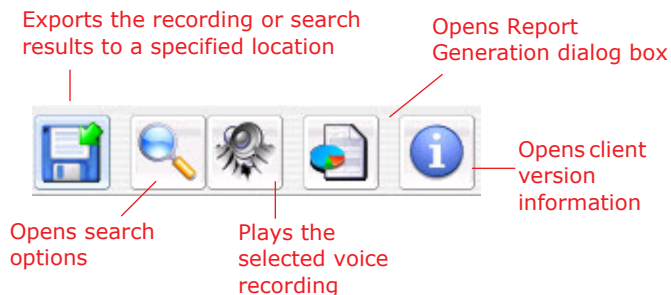 Exports the recording or search
results to a specified location
Opens Report
Generation dialog box
Opens client
version
information
Opens search
options
Plays the
selected voice
recording